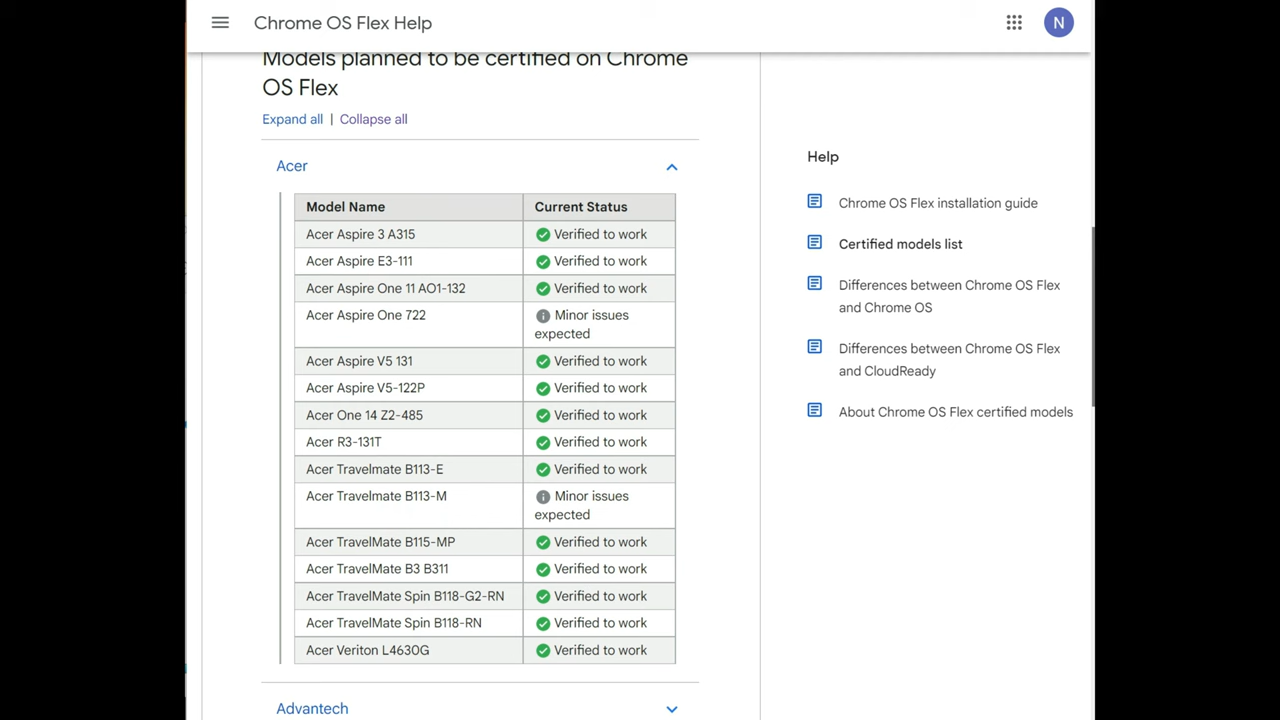 Chrome OS Flex Help
N
Models planned to be certified on Chrome
OS Flex
Expand all | Collapse all
Acer
Model Name Current Status
Acer Aspire 3 A315 Verified to work
Acer Aspire E3-111 Verified to work
Acer Aspire One 11 AO1-132 Verified to work
Acer Aspire One 722 Minor issues
expected
Acer Aspire V5 131 Verified to work
Acer Aspire V5-122P Verified to work
Acer One 14 Z2-485 Verified to work
Acer R3-131T Verified to work
Acer Travelmate B113-E Verified to work
Acer Travelmate B113-M Minor issues
expected
Acer TravelMate B115-MP Verified to work
Acer TravelMate B3 B311 Verified to work
Acer TravelMate Spin B118-G2-RN Verified to work
Acer TravelMate Spin B118-RN Verified to work
Acer Veriton L4630G Verified to work
Advantech
Help
Chrome OS Flex installation guide
Certified models list
Differences between Chrome OS Flex
and Chrome OS
Differences between Chrome OS Flex
and CloudReady
About Chrome OS Flex certified models